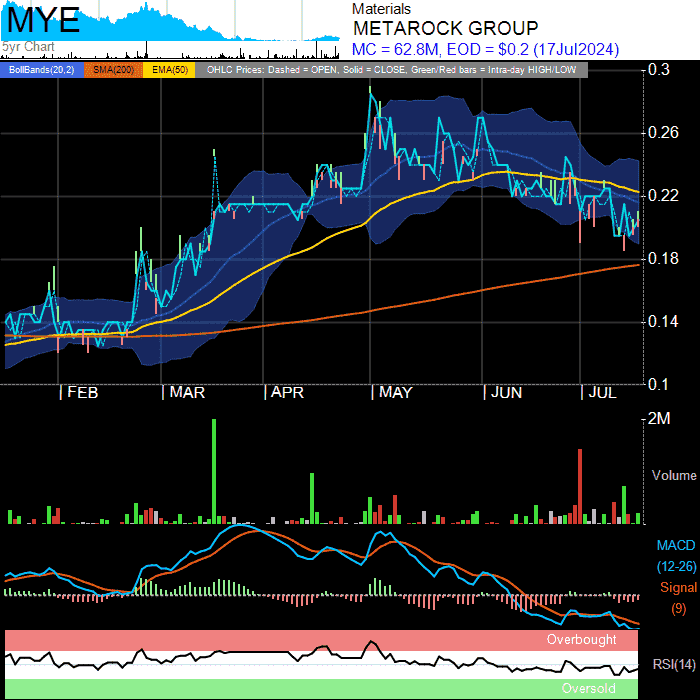 MYE
5yr Chart
Materials
METAROCK GROUP
MC = 62.8M, EOD = $0.2 (17Jul2024)
BollBands(20,2) SMA(200) EMA(50) OHLC Prices: Dashed = OPEN, Solid = CLOSE, Green/Red bars = Intra-day HIGH/LOW
0.3
0.26
0.22
0.18
0.14
0.1
FEB MAR APR MAY JUN JUL
2M
Volume
MACD
(12-26)
Signal
(9)
Overbought
RSI(14)
Oversold